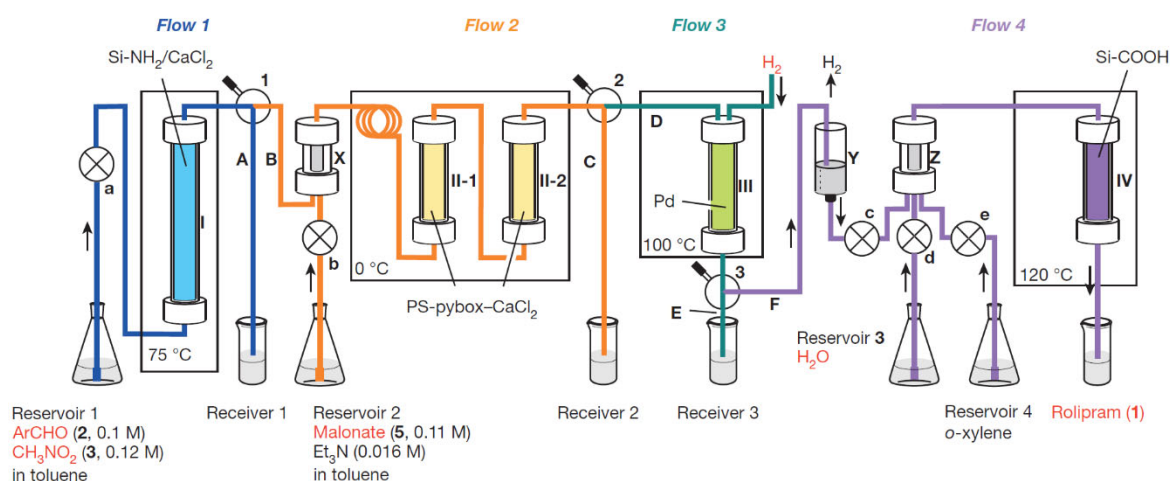 Flow 1
Flow 2
Flow 3
Flow 4
Si-NH2/CaCl2
H2
H2
Si-COOH
1
2
a
I
A
B
X
b
II-1
II-2
C
D
III
Pd
Y
Z
c
d
e
IV
75 °C
0 °C
PS-pybox–CaCl2
100 °C
3
E
F
120 °C
Reservoir 1
ArCHO (2, 0.1 M)
CH3NO2 (3, 0.12 M)
in toluene
Receiver 1
Reservoir 2
Malonate (5, 0.11 M)
Et3N (0.016 M)
in toluene
Receiver 2
Receiver 3
Reservoir 3
H2O
Reservoir 4
o-xylene
Rolipram (1)